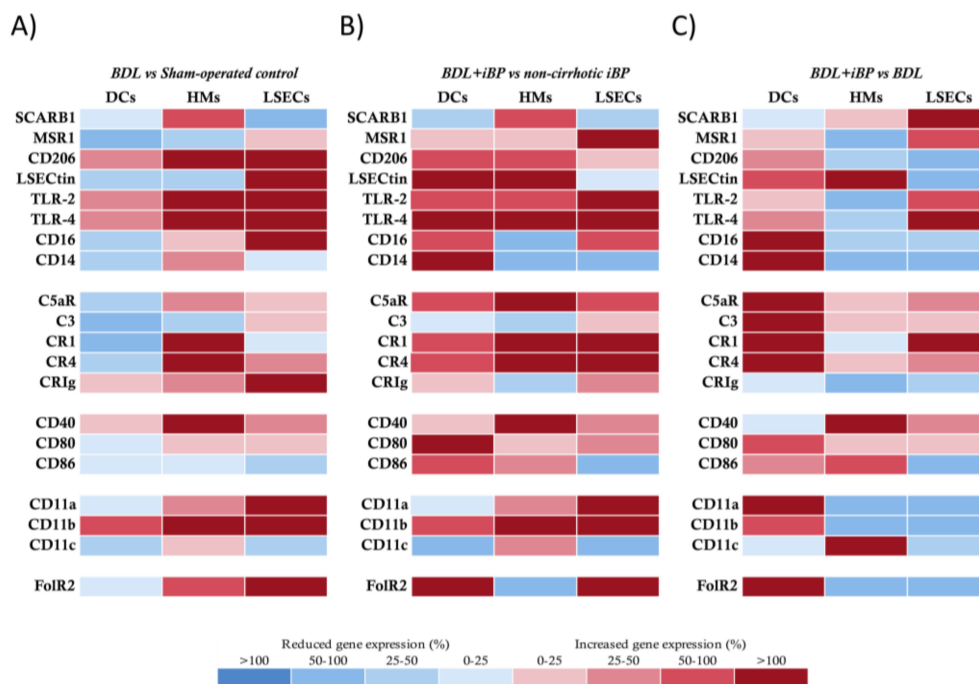 A)
B)
C)
BDL vs Sham-operated control
BDL+iBP vs non-cirrhotic iBP
BDL+iBP vs BDL
DCs HMs LSECs
DCs HMs LSECs
DCs HMs LSECs
SCARB1 SCARB1 SCARB1
MSR1 MSR1 MSR1
CD206 CD206 CD206
LSECtin LSECtin LSECtin
TLR-2 TLR-2 TLR-2
TLR-4 TLR-4 TLR-4
CD16 CD16 CD16
CD14 CD14 CD14
C5aR C5aR C5aR
C3 C3 C3
CR1 CR1 CR1
CR4 CR4 CR4
CRIg CRIg CRIg
CD40 CD40 CD40
CD80 CD80 CD80
CD86 CD86 CD86
CD11a CD11a CD11a
CD11b CD11b CD11b
CD11c CD11c CD11c
FolR2 FolR2 FolR2
Reduced gene expression (%) Increased gene expression (%)
>100 50-100 25-50 0-25 0-25 25-50 50-100 >100